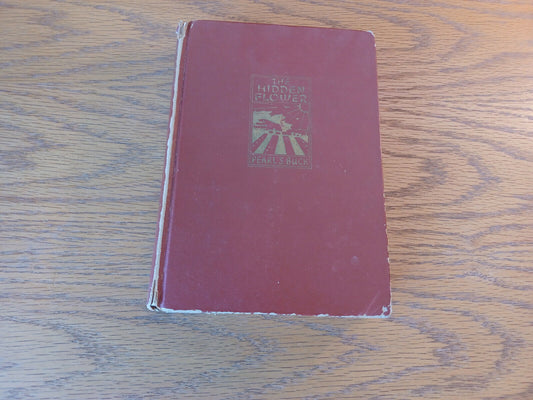 THE
HIDDEN
FLOWER
PEARL S BUCK